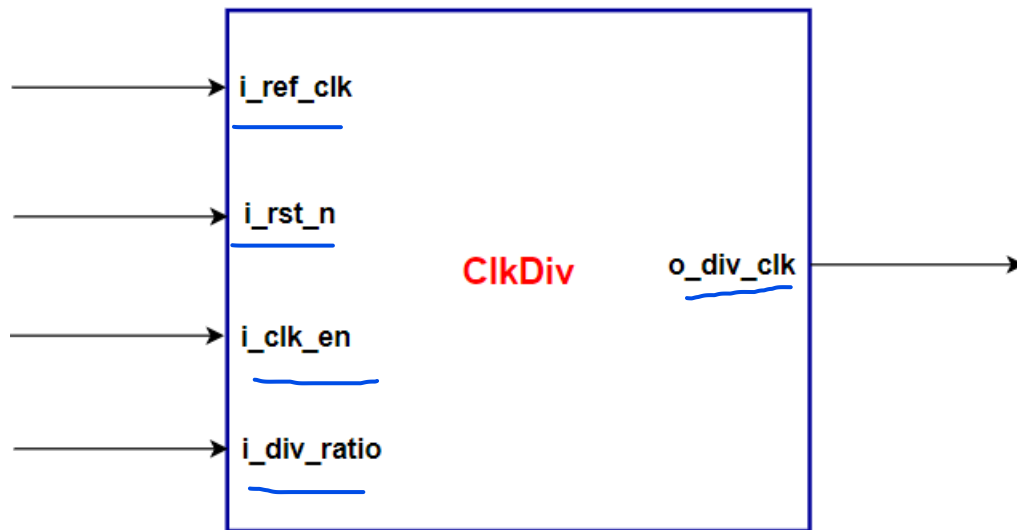 i_ref_clk
i_rst_n
ClkDiv
o_div_clk
i_clk_en
i_div_ratio